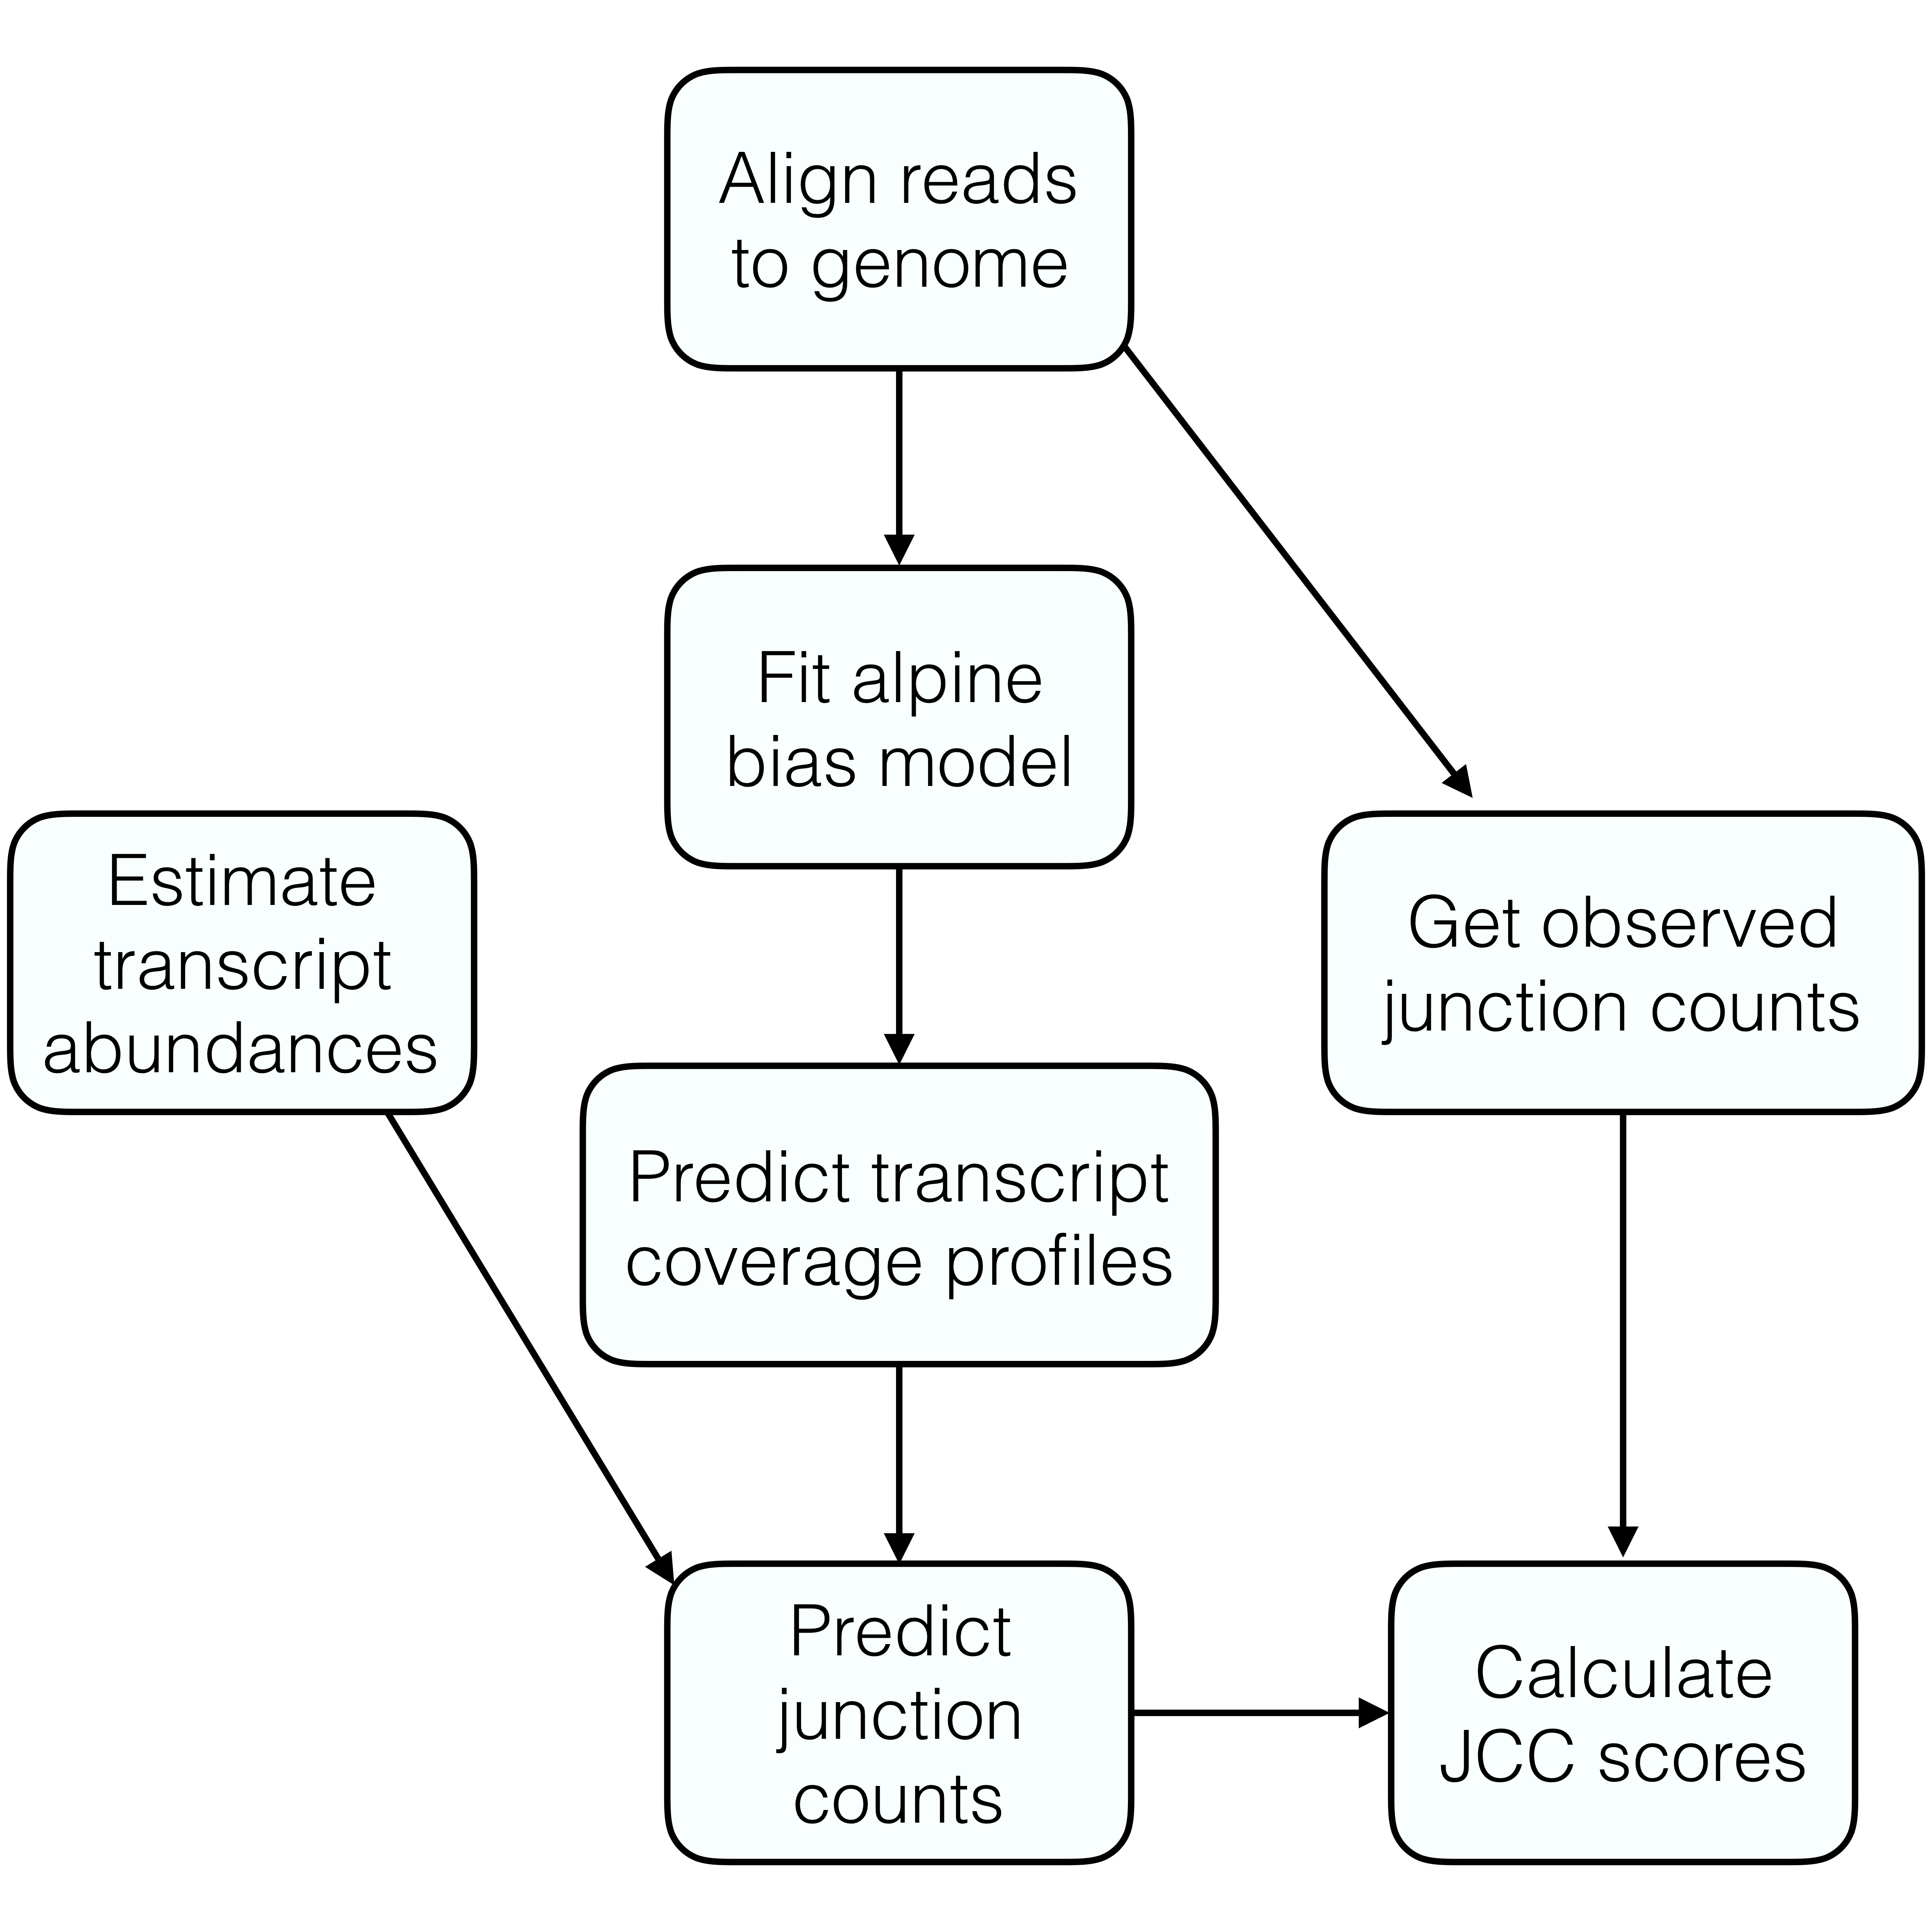 Align reads
to genome
Fit alpine
bias model
Estimate
transcript
abundances
Get observed
junction counts
Predict transcript
coverage profiles
Predict
junction
counts
Calculate
JCC scores